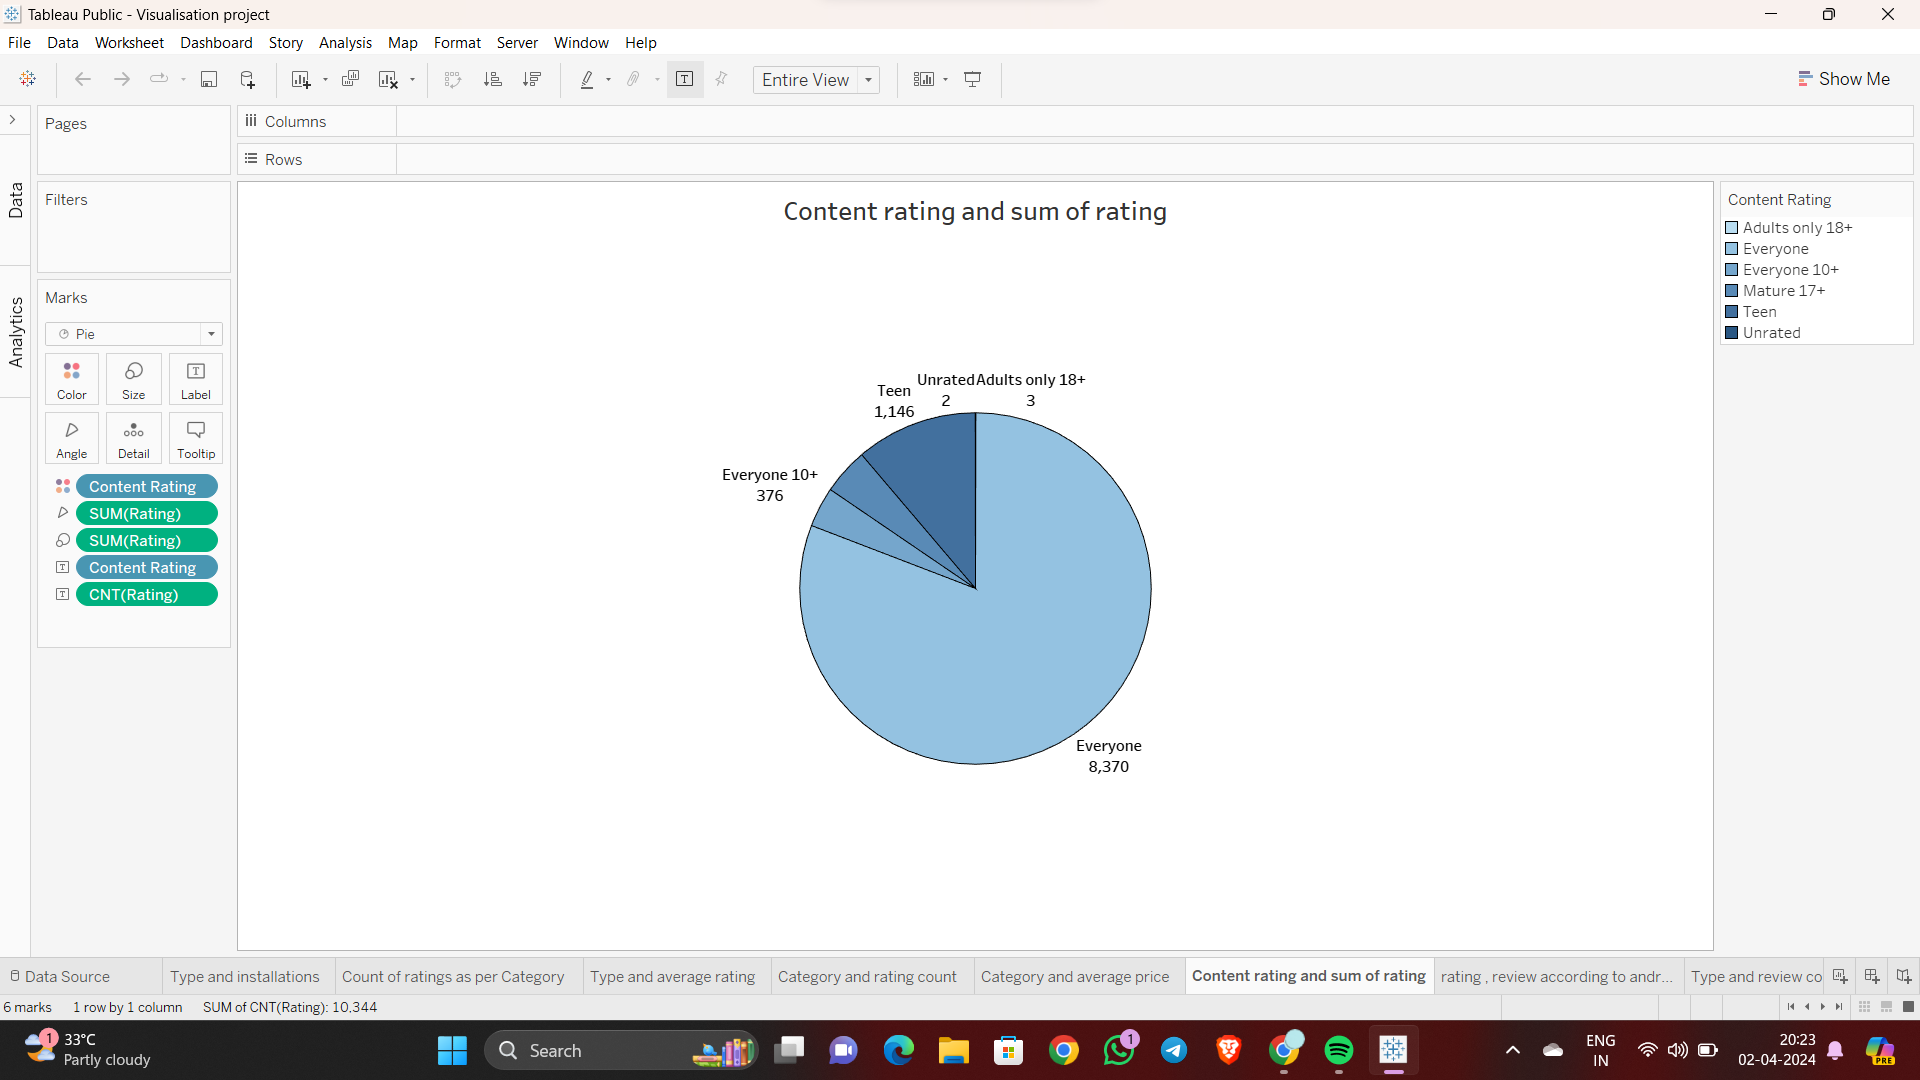 Tableau Public - Visualisation project
File Data Worksheet Dashboard Story Analysis Map Format Server Window Help
Entire View
Show Me
Pages
Columns
Rows
Data
Analytics
Filters
Marks
Pie
Color Size Label
Angle Detail Tooltip
Content Rating
SUM(Rating)
SUM(Rating)
Content Rating
CNT(Rating)
Content rating and sum of rating
Unrated
2
Adults only 18+
3
Teen
1,146
Everyone 10+
376
Everyone
8,370
Content Rating
Adults only 18+
Everyone
Everyone 10+
Mature 17+
Teen
Unrated
Data Source Type and installations Count of ratings as per Category Type and average rating Category and rating count Category and average price Content rating and sum of rating rating , review according to andr... Type and review co
6 marks 1 row by 1 column SUM of CNT(Rating): 10,344
1
33°C
Partly cloudy
Search
1
ENG
IN
20:23
02-04-2024
PRE